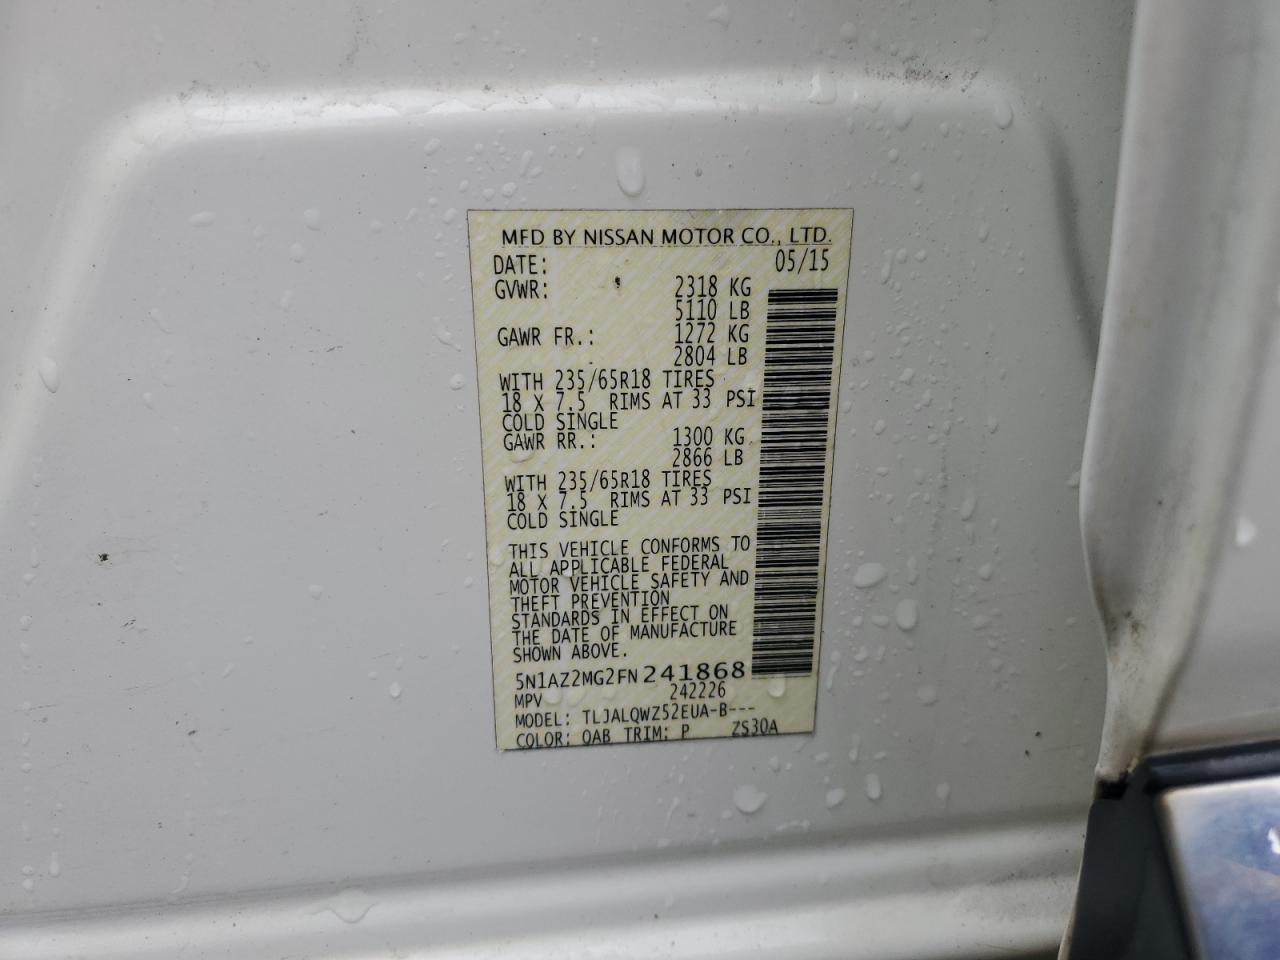 MFD BY NISSAN MOTOR CO., LTD.
DATE: 05/15
GVWR: 2318 KG
5110 LB
GAWR FR.: 1272 KG
2804 LB
WITH 235/65R18 TIRES
18 X 7.5 RIMS AT 33 PSI
COLD SINGLE
GAWR RR.: 1300 KG
2866 LB
WITH 235/65R18 TIRES
18 X 7.5 RIMS AT 33 PSI
COLD SINGLE
THIS VEHICLE CONFORMS TO
ALL APPLICABLE FEDERAL
MOTOR VEHICLE SAFETY AND
THEFT PREVENTION
STANDARDS IN EFFECT ON
THE DATE OF MANUFACTURE
SHOWN ABOVE.
5N1AZ2MG2FN241868
MPV 242226
MODEL: TLJALQWZ52EUA-B---
COLOR: QAB TRIM: P ZS30A